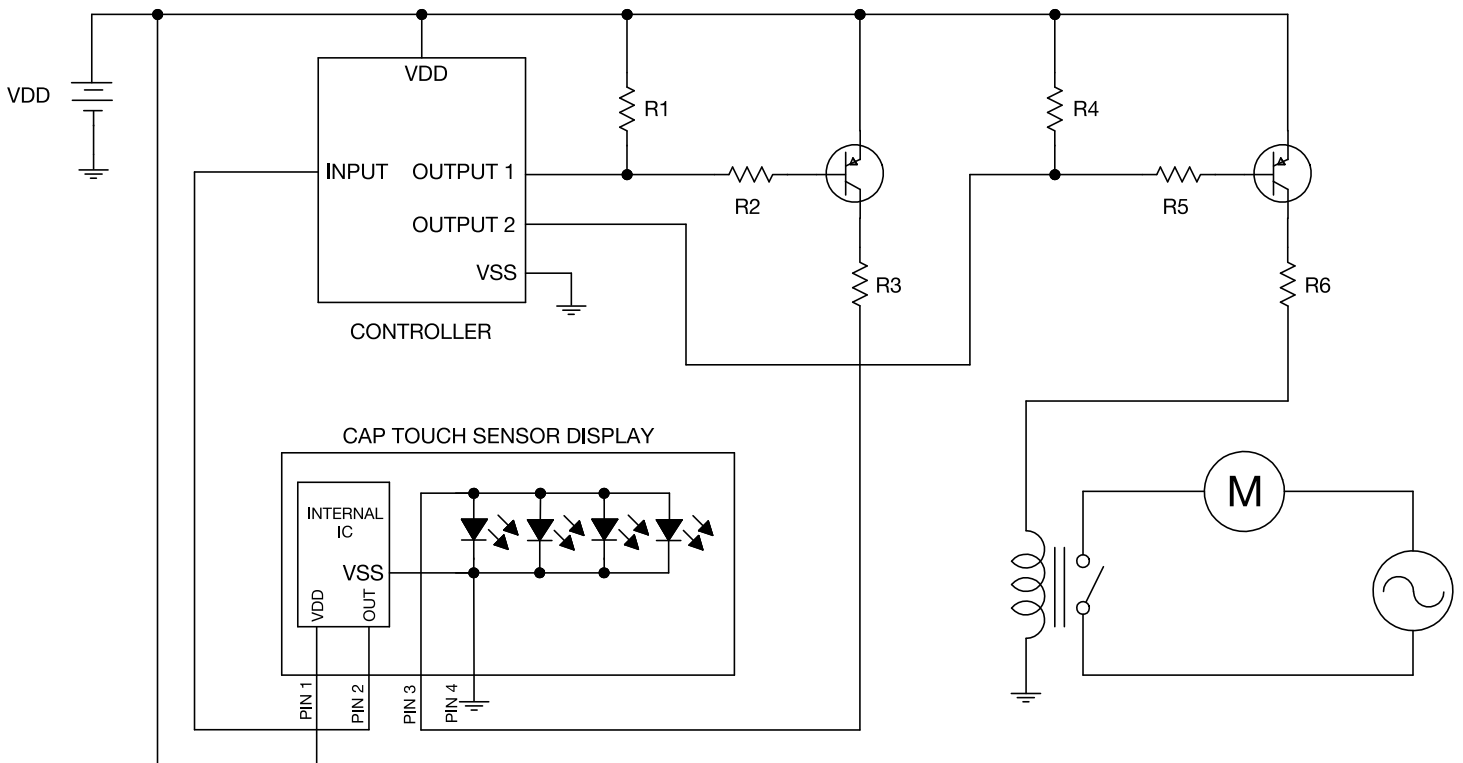 VDD
VDD
R1
R4
INPUT
OUTPUT 1
R2
R5
OUTPUT 2
VSS
R3
R6
CONTROLLER
CAP TOUCH SENSOR DISPLAY
INTERNAL
IC
VSS
VDD
OUT
M
PIN 1
PIN 2
PIN 3
PIN 4